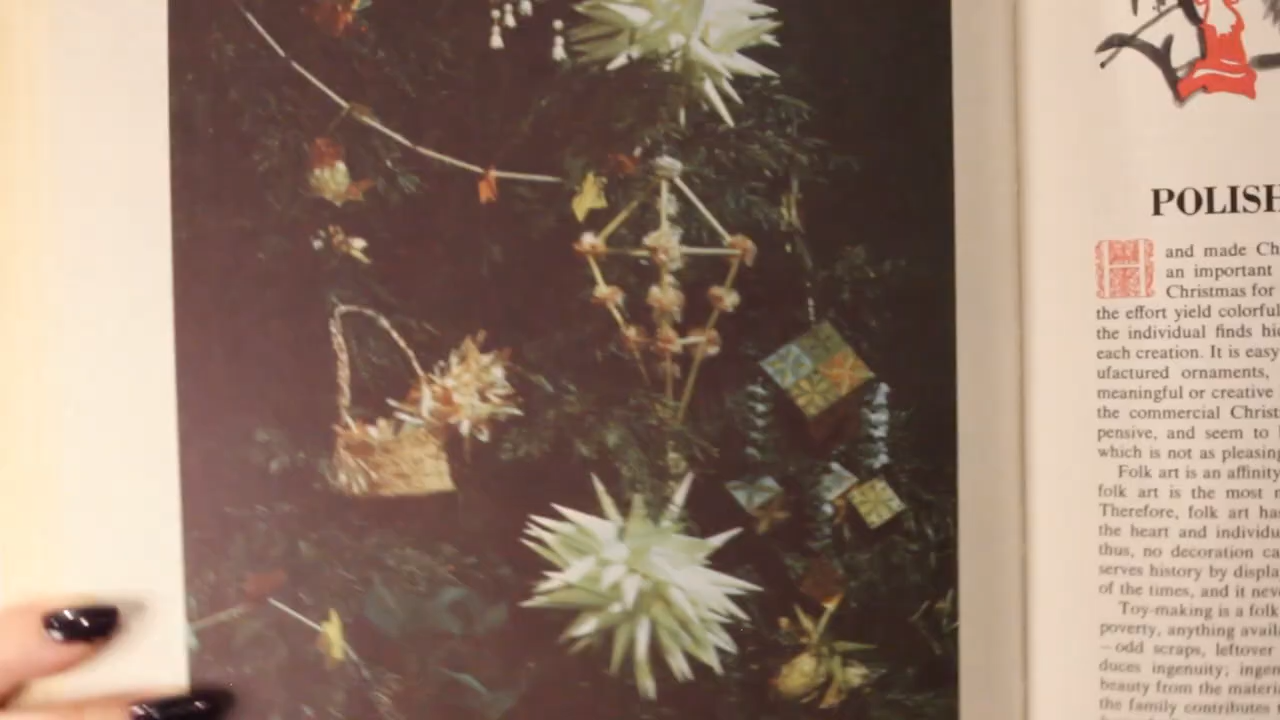 POLISH
Hand made Ch
an important
Christmas for
the effort yield colorful
the individual finds hi
each creation. It is easy
ufactured ornaments,
meaningful or creative
the commercial Christ
pensive, and seem to
which is not as pleasing
Folk art is an affinity
folk art is the most
Therefore, folk art ha
the heart and individu
thus, no decoration ca
serves history by displa
of the times, and it nev
Toy-making is a folk
poverty, anything avail
—odd scraps, leftover
duces ingenuity; ingen
beauty from the materi
the family contributes